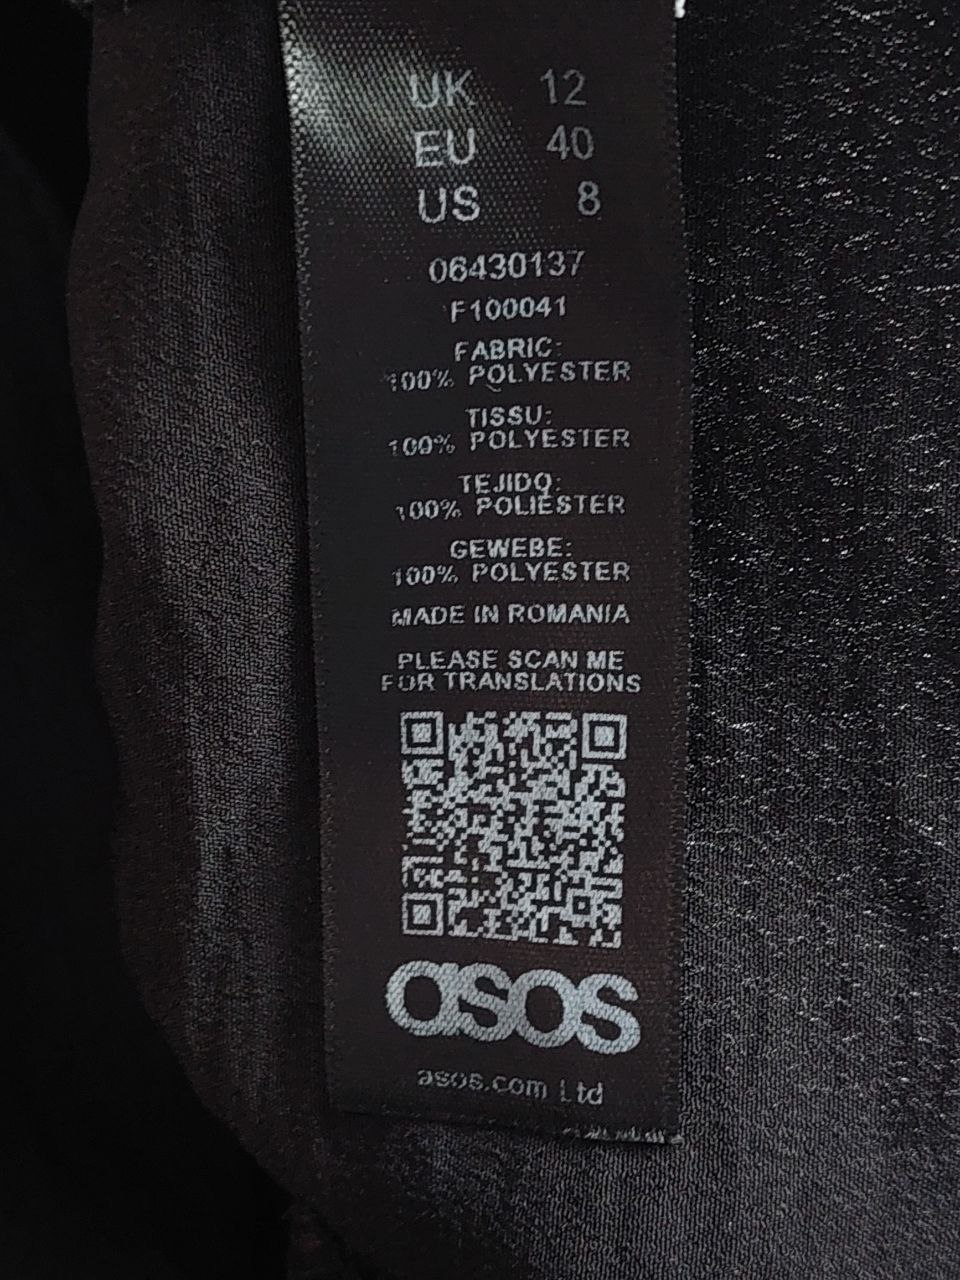 UK 12
EU 40
US 8
06430137
F100041
FABRIC:
100% POLYESTER
TISSU:
100% POLYESTER
TEJIDO:
100% POLIÉSTER
GEWEBE:
100% POLYESTER
MADE IN ROMANIA
PLEASE SCAN ME
FOR TRANSLATIONS
asos
asos.com Ltd